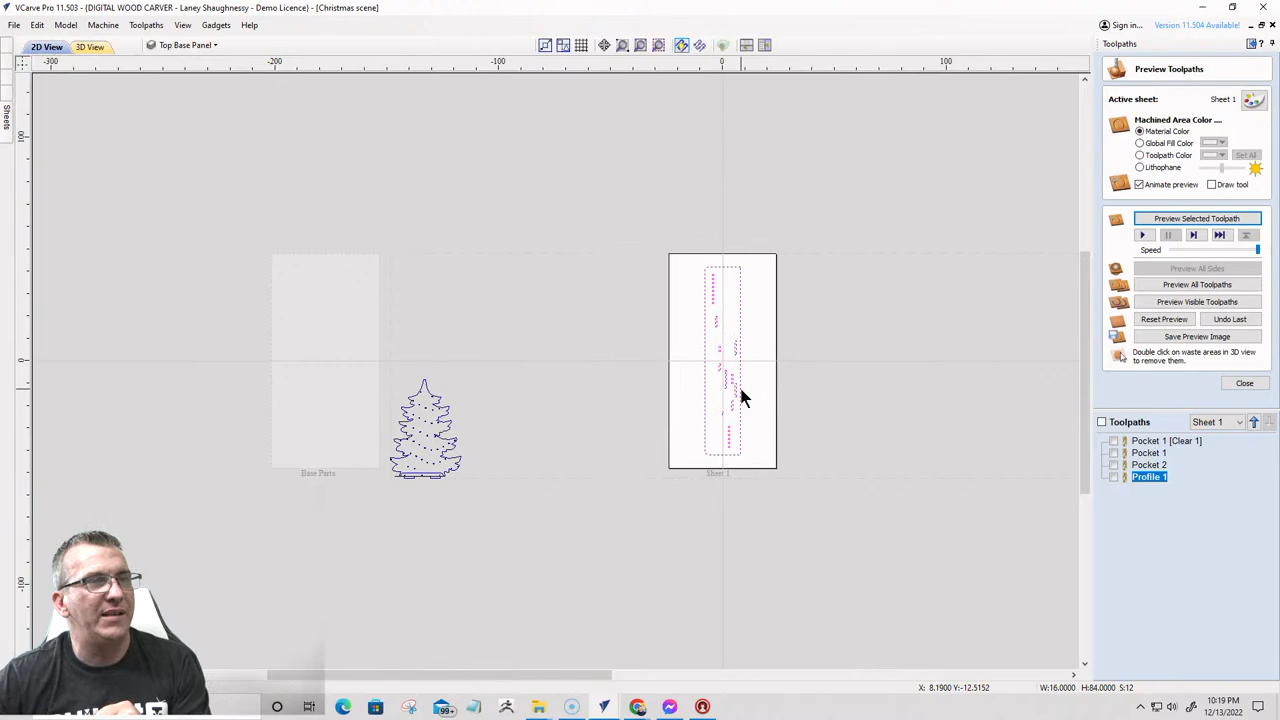 VCarve Pro 11.503 - {DIGITAL WOOD CARVER - Laney Shaughnessy - Demo Licence} - [Christmas scene]
File Edit Model Machine Toolpaths View Gadgets Help
Sign in... Version 11.504 Available!
2D View 3D View Top Base Panel
Toolpaths
-300 -200 -100 0 100
Preview Toolpaths
Active sheet: Sheet 1
Machined Area Color ....
Material Color
Global Fill Color
Toolpath Color Set All
Lithophane
Animate preview Draw tool
Preview Selected Toolpath
Speed
Preview All Sides
Preview All Toolpaths
Preview Visible Toolpaths
Reset Preview Undo Last
Save Preview Image
Double click on waste areas in 3D view
to remove them.
Close
Toolpaths Sheet 1
Pocket 1 [Clear 1]
Pocket 1
Pocket 2
Profile 1
Sheets
100
0
-100
Base Parts
Sheet 1
X: 8.1900 Y:-12.5152 W:16.0000 H:84.0000 S:12
99+
10:19 PM
12/13/2022